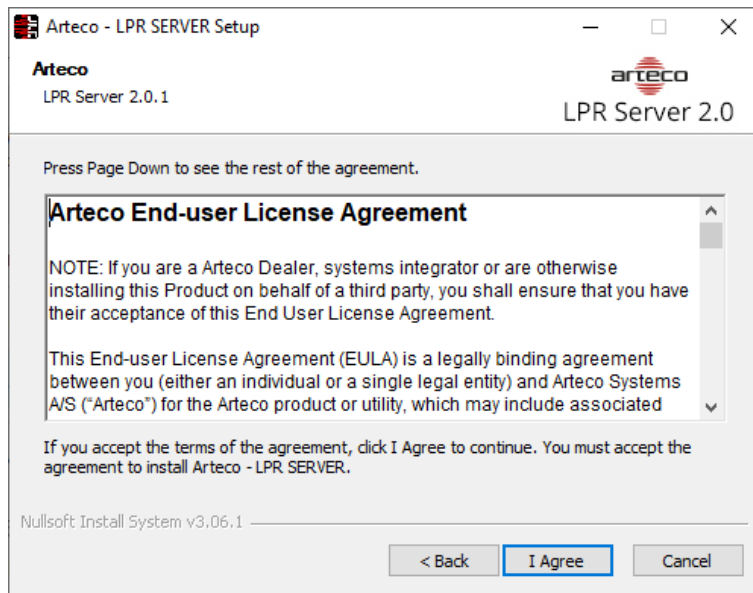 Arteco - LPR SERVER Setup
Arteco
LPR Server 2.0.1
arteco
LPR Server 2.0
Press Page Down to see the rest of the agreement.
Arteco End-user License Agreement
NOTE: If you are a Arteco Dealer, systems integrator or are otherwise
installing this Product on behalf of a third party, you shall ensure that you have
their acceptance of this End User License Agreement.
This End-user License Agreement (EULA) is a legally binding agreement
between you (either an individual or a single legal entity) and Arteco Systems
A/S (“Arteco”) for the Arteco product or utility, which may include associated
If you accept the terms of the agreement, click I Agree to continue. You must accept the
agreement to install Arteco - LPR SERVER.
Nullsoft Install System v3.06.1
< Back
I Agree
Cancel